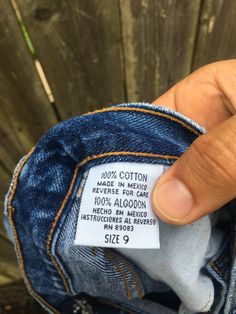 100% COTTON
MADE IN MEXICO
REVERSE FOR CARE
100% ALGODON
HECHO EN MEXICO
INSTRUCCIONES AL REVERSO
RN 89083
SIZE 9